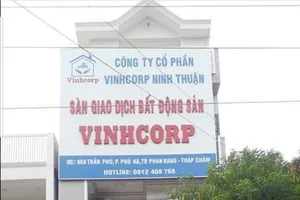 Vinhcorp
CÔNG TY CỔ PHẦN
VINHCORP NINH THUẬN
SÀN GIAO DỊCH BẤT ĐỘNG SẢN
VINHCORP
ĐC: 90A TRẦN PHÚ, P. PHỦ HÀ, TP. PHAN RANG - THÁP CHÀM
HOTLINE: 0912 408 768